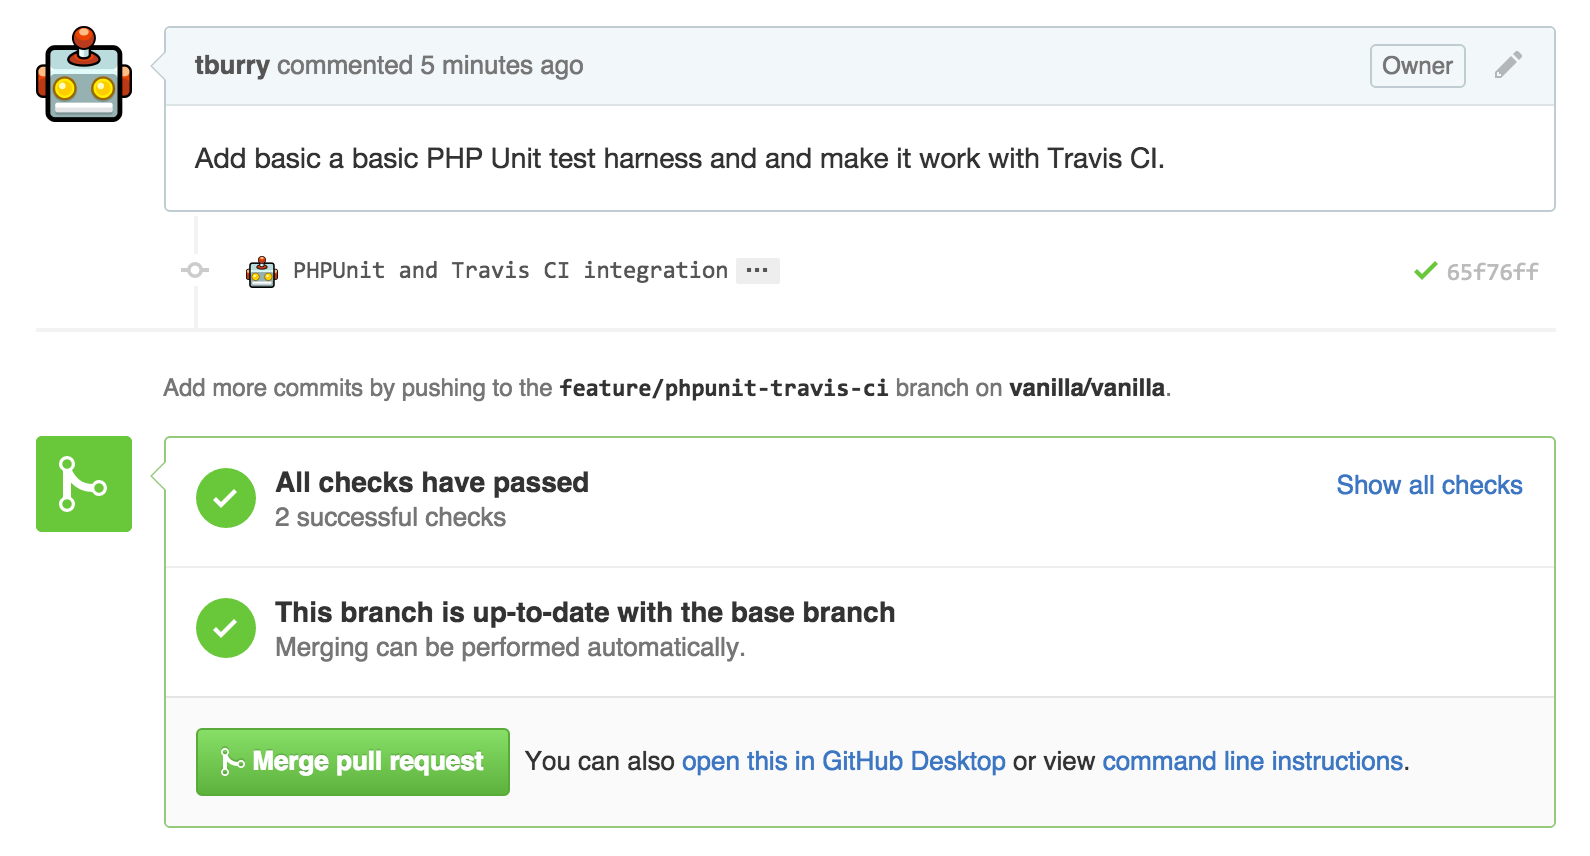 tburry commented 5 minutes ago Owner
Add basic a basic PHP Unit test harness and and make it work with Travis CI.
PHPUnit and Travis CI integration ... 65f76ff
Add more commits by pushing to the feature/phpunit-travis-ci branch on vanilla/vanilla.
All checks have passed Show all checks
2 successful checks
This branch is up-to-date with the base branch
Merging can be performed automatically.
Merge pull request You can also open this in GitHub Desktop or view command line instructions.